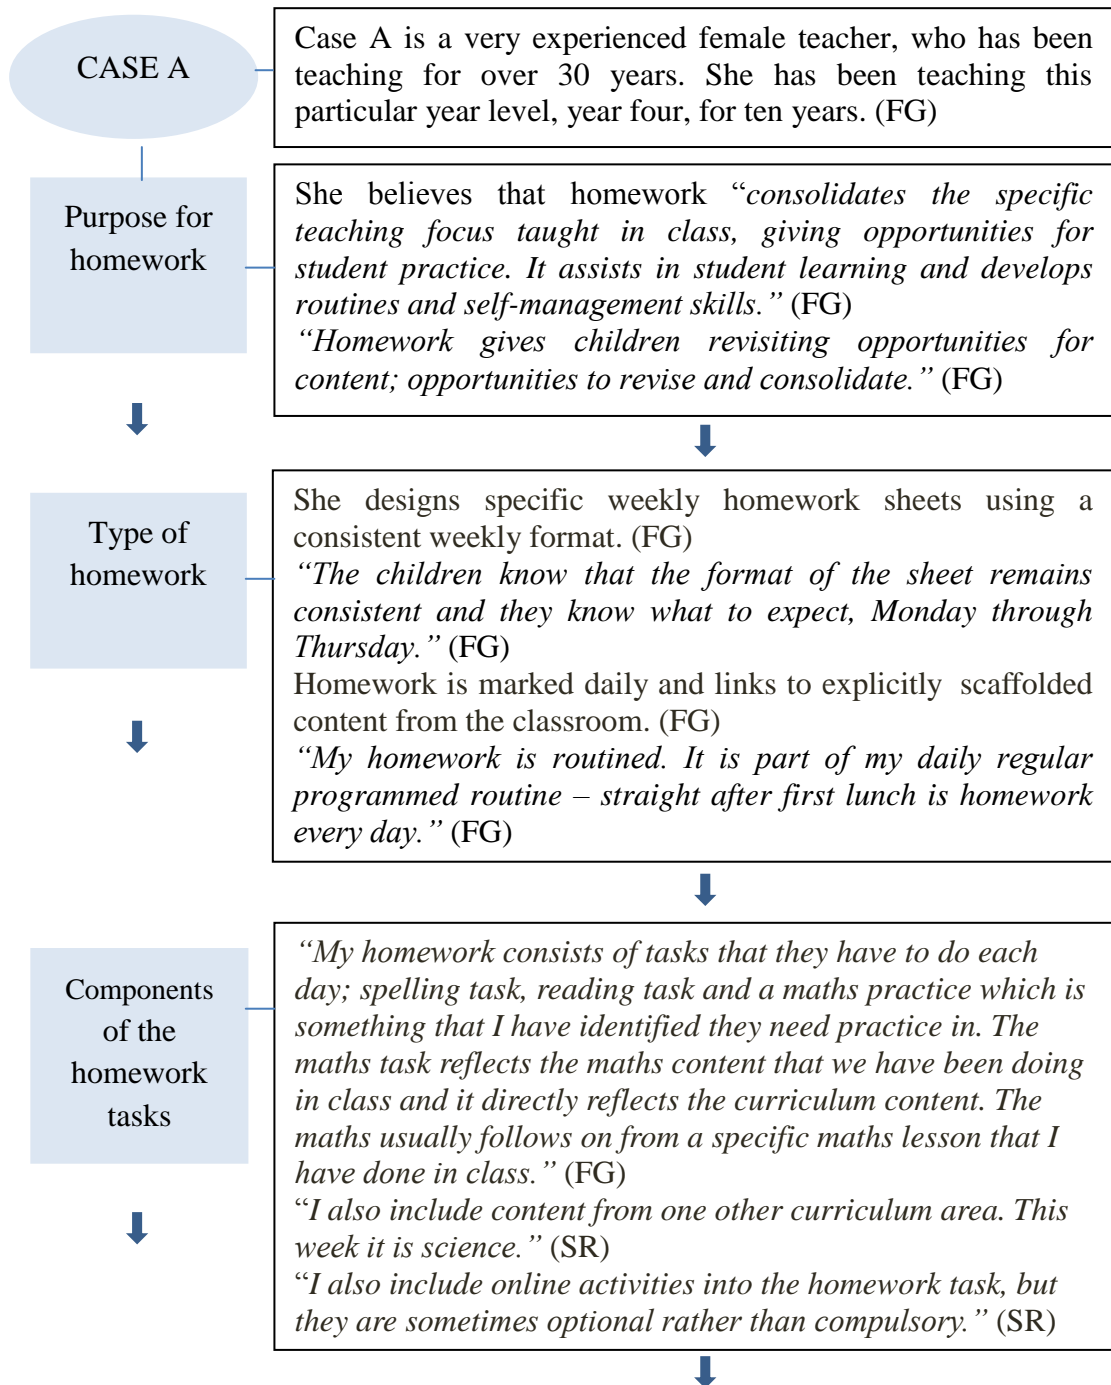 CASE A
Case A is a very experienced female teacher, who has been
teaching for over 30 years. She has been teaching this
particular year level, year four, for ten years. (FG)
Purpose for
homework
She believes that homework “consolidates the specific
teaching focus taught in class, giving opportunities for
student practice. It assists in student learning and develops
routines and self-management skills.” (FG)
“Homework gives children revisiting opportunities for
content; opportunities to revise and consolidate.” (FG)
Type of
homework
She designs specific weekly homework sheets using a
consistent weekly format. (FG)
“The children know that the format of the sheet remains
consistent and they know what to expect, Monday through
Thursday.” (FG)
Homework is marked daily and links to explicitly scaffolded
content from the classroom. (FG)
“My homework is routined. It is part of my daily regular
programmed routine – straight after first lunch is homework
every day.” (FG)
Components
of the
homework
tasks
“My homework consists of tasks that they have to do each
day; spelling task, reading task and a maths practice which is
something that I have identified they need practice in. The
maths task reflects the maths content that we have been doing
in class and it directly reflects the curriculum content. The
maths usually follows on from a specific maths lesson that I
have done in class.” (FG)
“I also include content from one other curriculum area. This
week it is science.” (SR)
“I also include online activities into the homework task, but
they are sometimes optional rather than compulsory.” (SR)